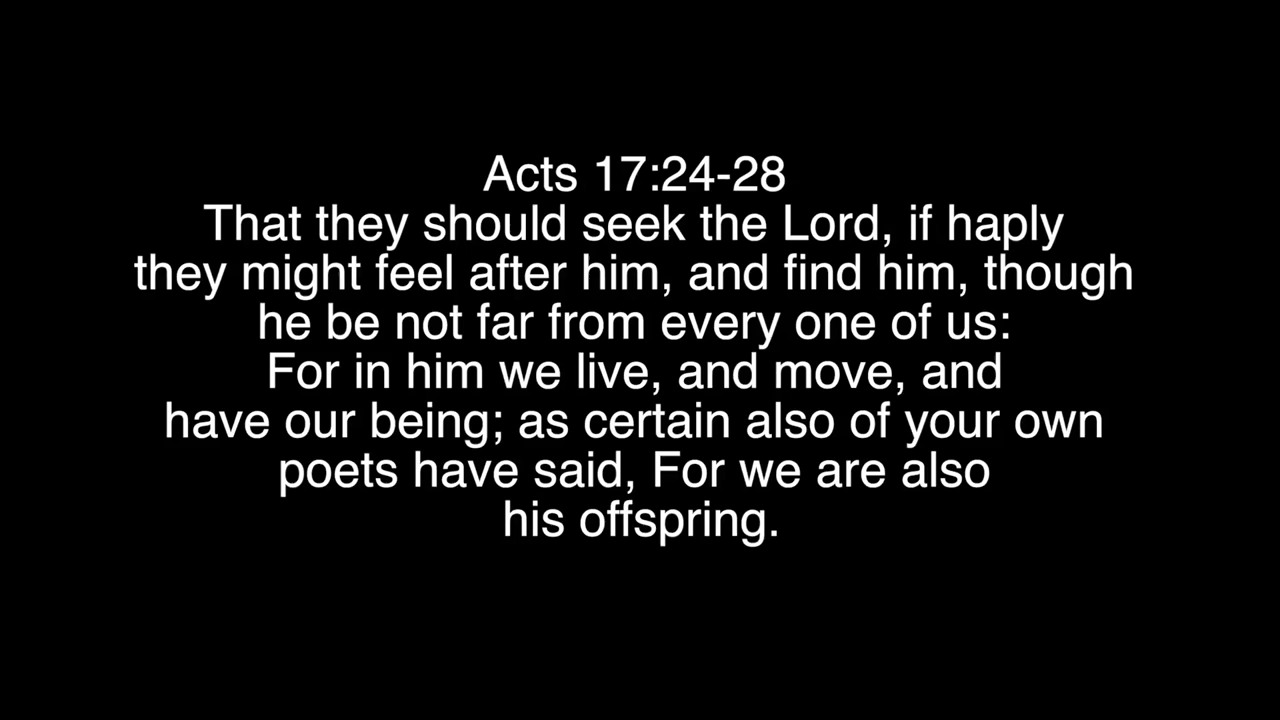 Acts 17:24-28
That they should seek the Lord, if haply
they might feel after him, and find him, though
he be not far from every one of us:
For in him we live, and move, and
have our being; as certain also of your own
poets have said, For we are also
his offspring.